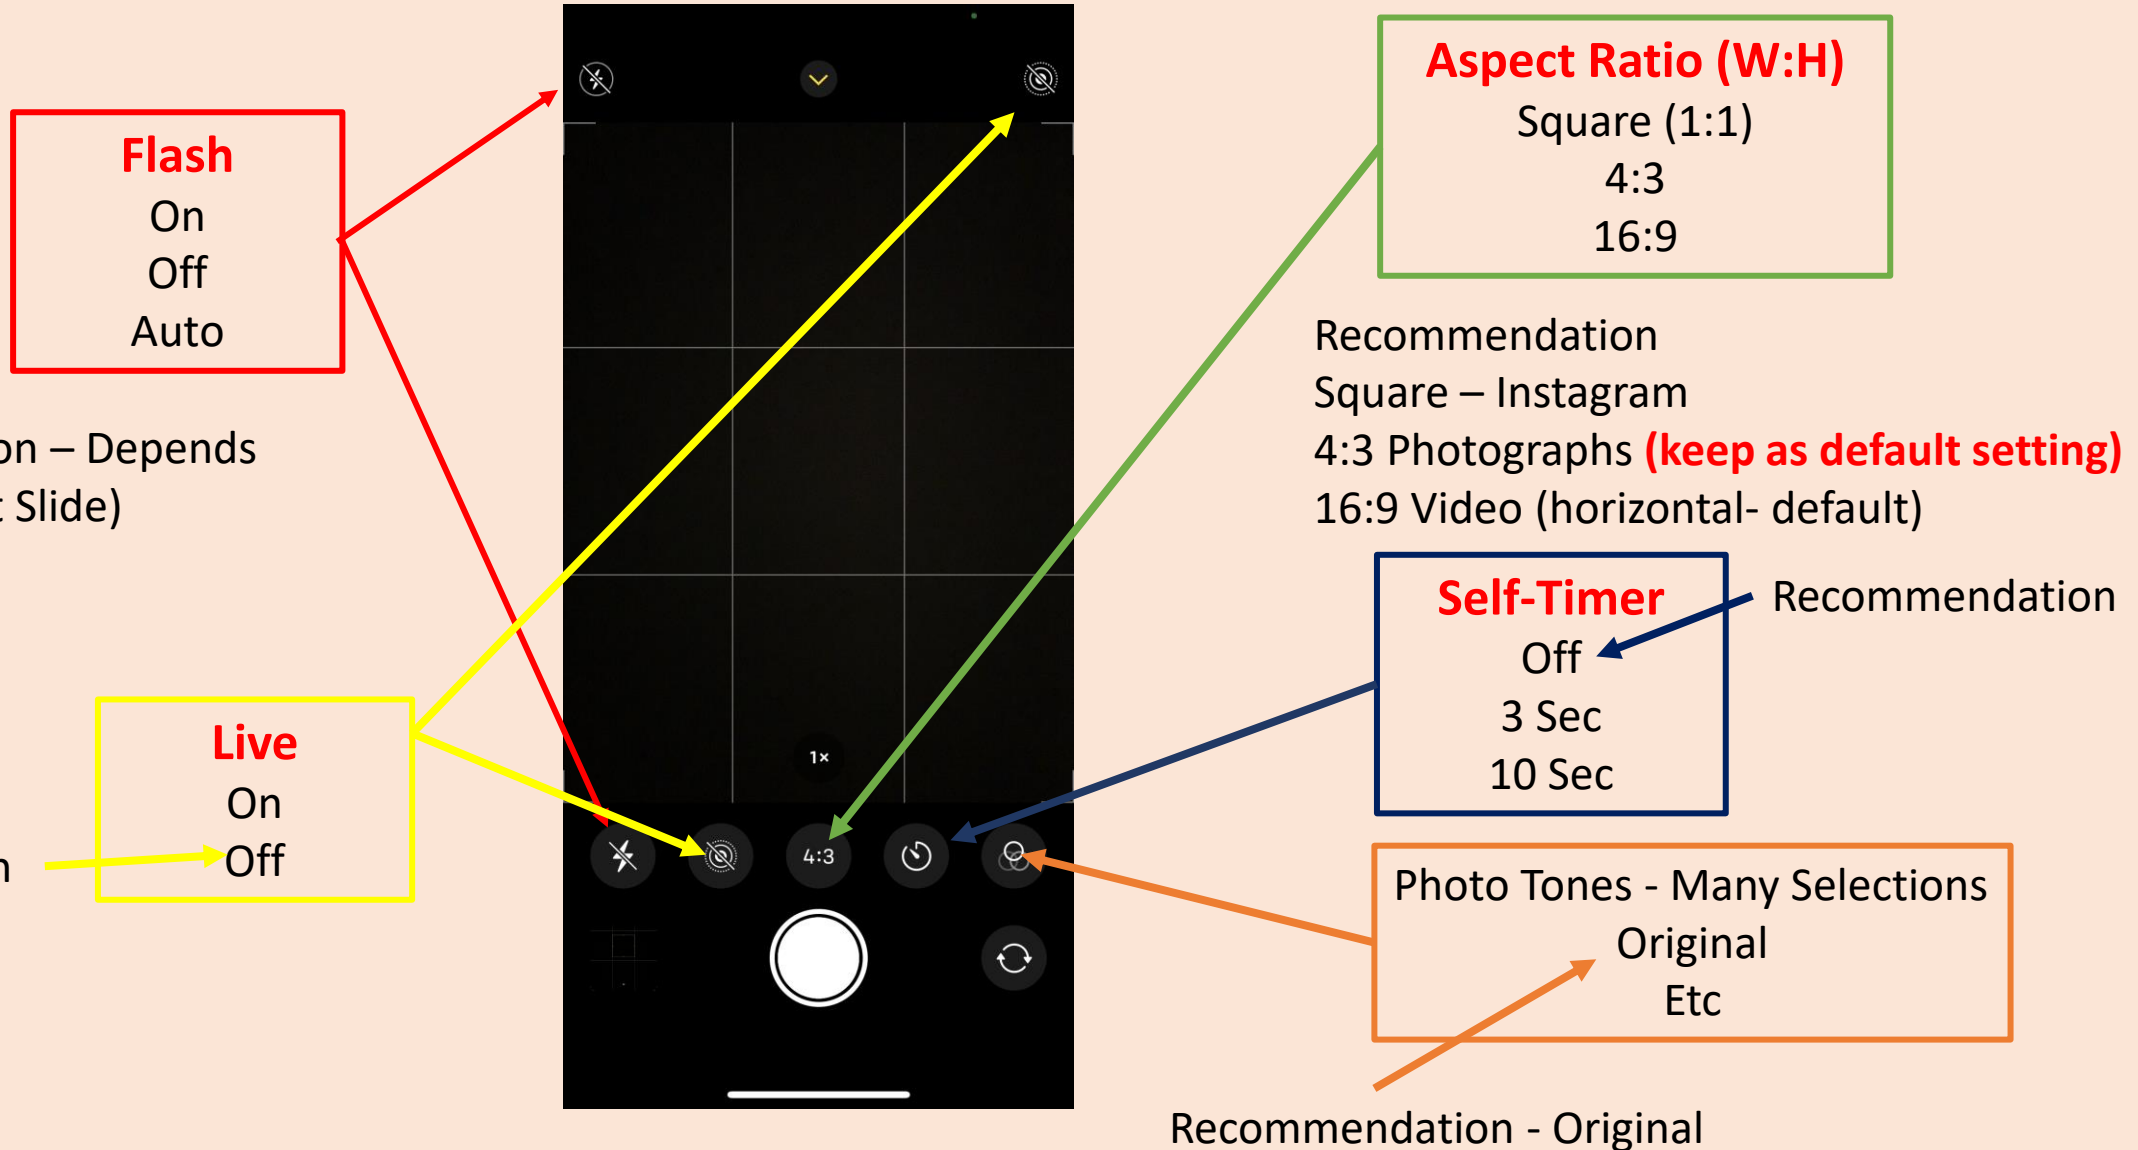 Flash
On
Off
Auto
on – Depends
t Slide)
Live
On
Off
n
1×
4:3
Aspect Ratio (W:H)
Square (1:1)
4:3
16:9
Recommendation
Square – Instagram
4:3 Photographs (keep as default setting)
16:9 Video (horizontal- default)
Self-Timer
Off
3 Sec
10 Sec
Recommendation
Photo Tones - Many Selections
Original
Etc
Recommendation - Original